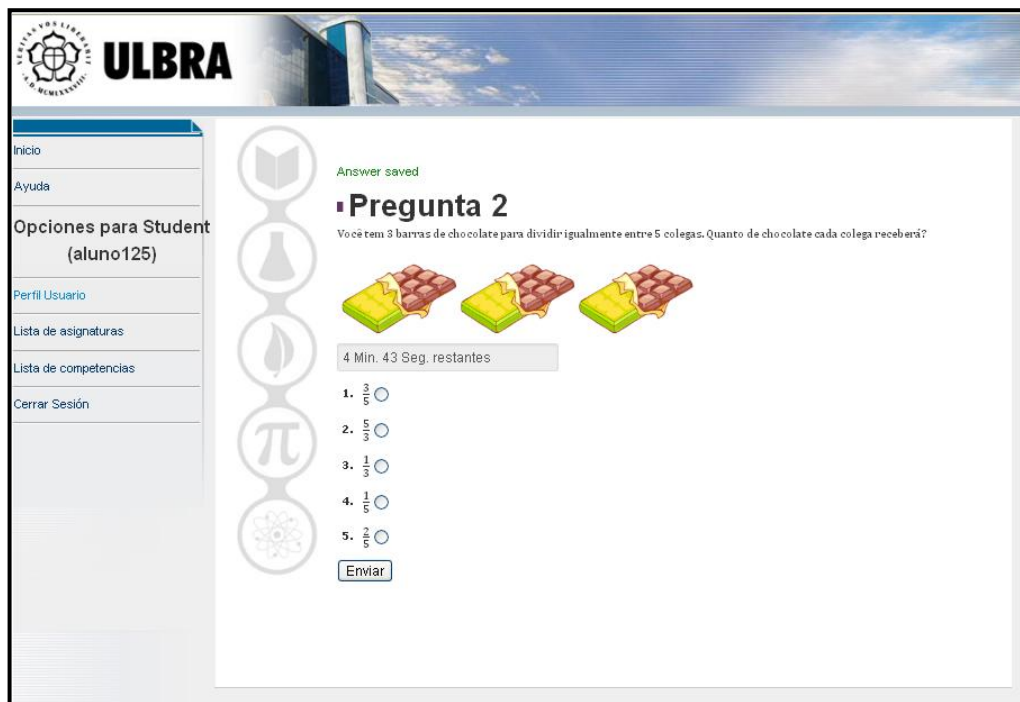 ULBRA
Inicio
Ayuda
Opciones para Student
(aluno125)
Perfil Usuario
Lista de asignaturas
Lista de competencias
Cerrar Sesión
Answer saved
Pregunta 2
Você tem 3 barras de chocolate para dividir igualmente entre 5 colegas. Quanto de chocolate cada colega receberá?
4 Min. 43 Seg. restantes
1. 3/5
2. 5/3
3. 1/3
4. 1/5
5. 2/5
Enviar